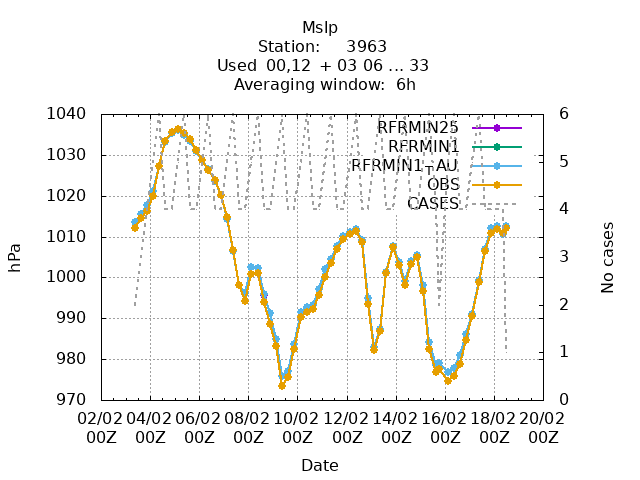 Mslp
Station: 3963
Used 00,12 + 03 06 ... 33
Averaging window: 6h
1040
1030
1020
1010
1000
990
980
970
hPa
6
5
4
3
2
1
0
No cases
RFRMIN25
RFRMIN1
RFRMIN1TAU
OBS
CASES
02/02 04/02 06/02 08/02 10/02 12/02 14/02 16/02 18/02 20/02
00Z 00Z 00Z 00Z 00Z 00Z 00Z 00Z 00Z 00Z
Date